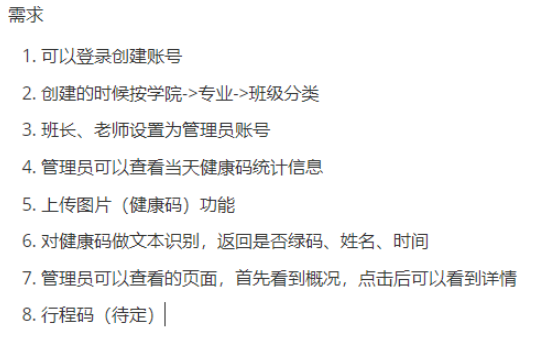 需求
1. 可以登录创建账号
2. 创建的时候按学院->专业->班级分类
3. 班长、老师设置为管理员账号
4. 管理员可以查看当天健康码统计信息
5. 上传图片（健康码）功能
6. 对健康码做文本识别，返回是否绿码、姓名、时间
7. 管理员可以查看的页面，首先看到概况，点击后可以看到详情
8. 行程码（待定）